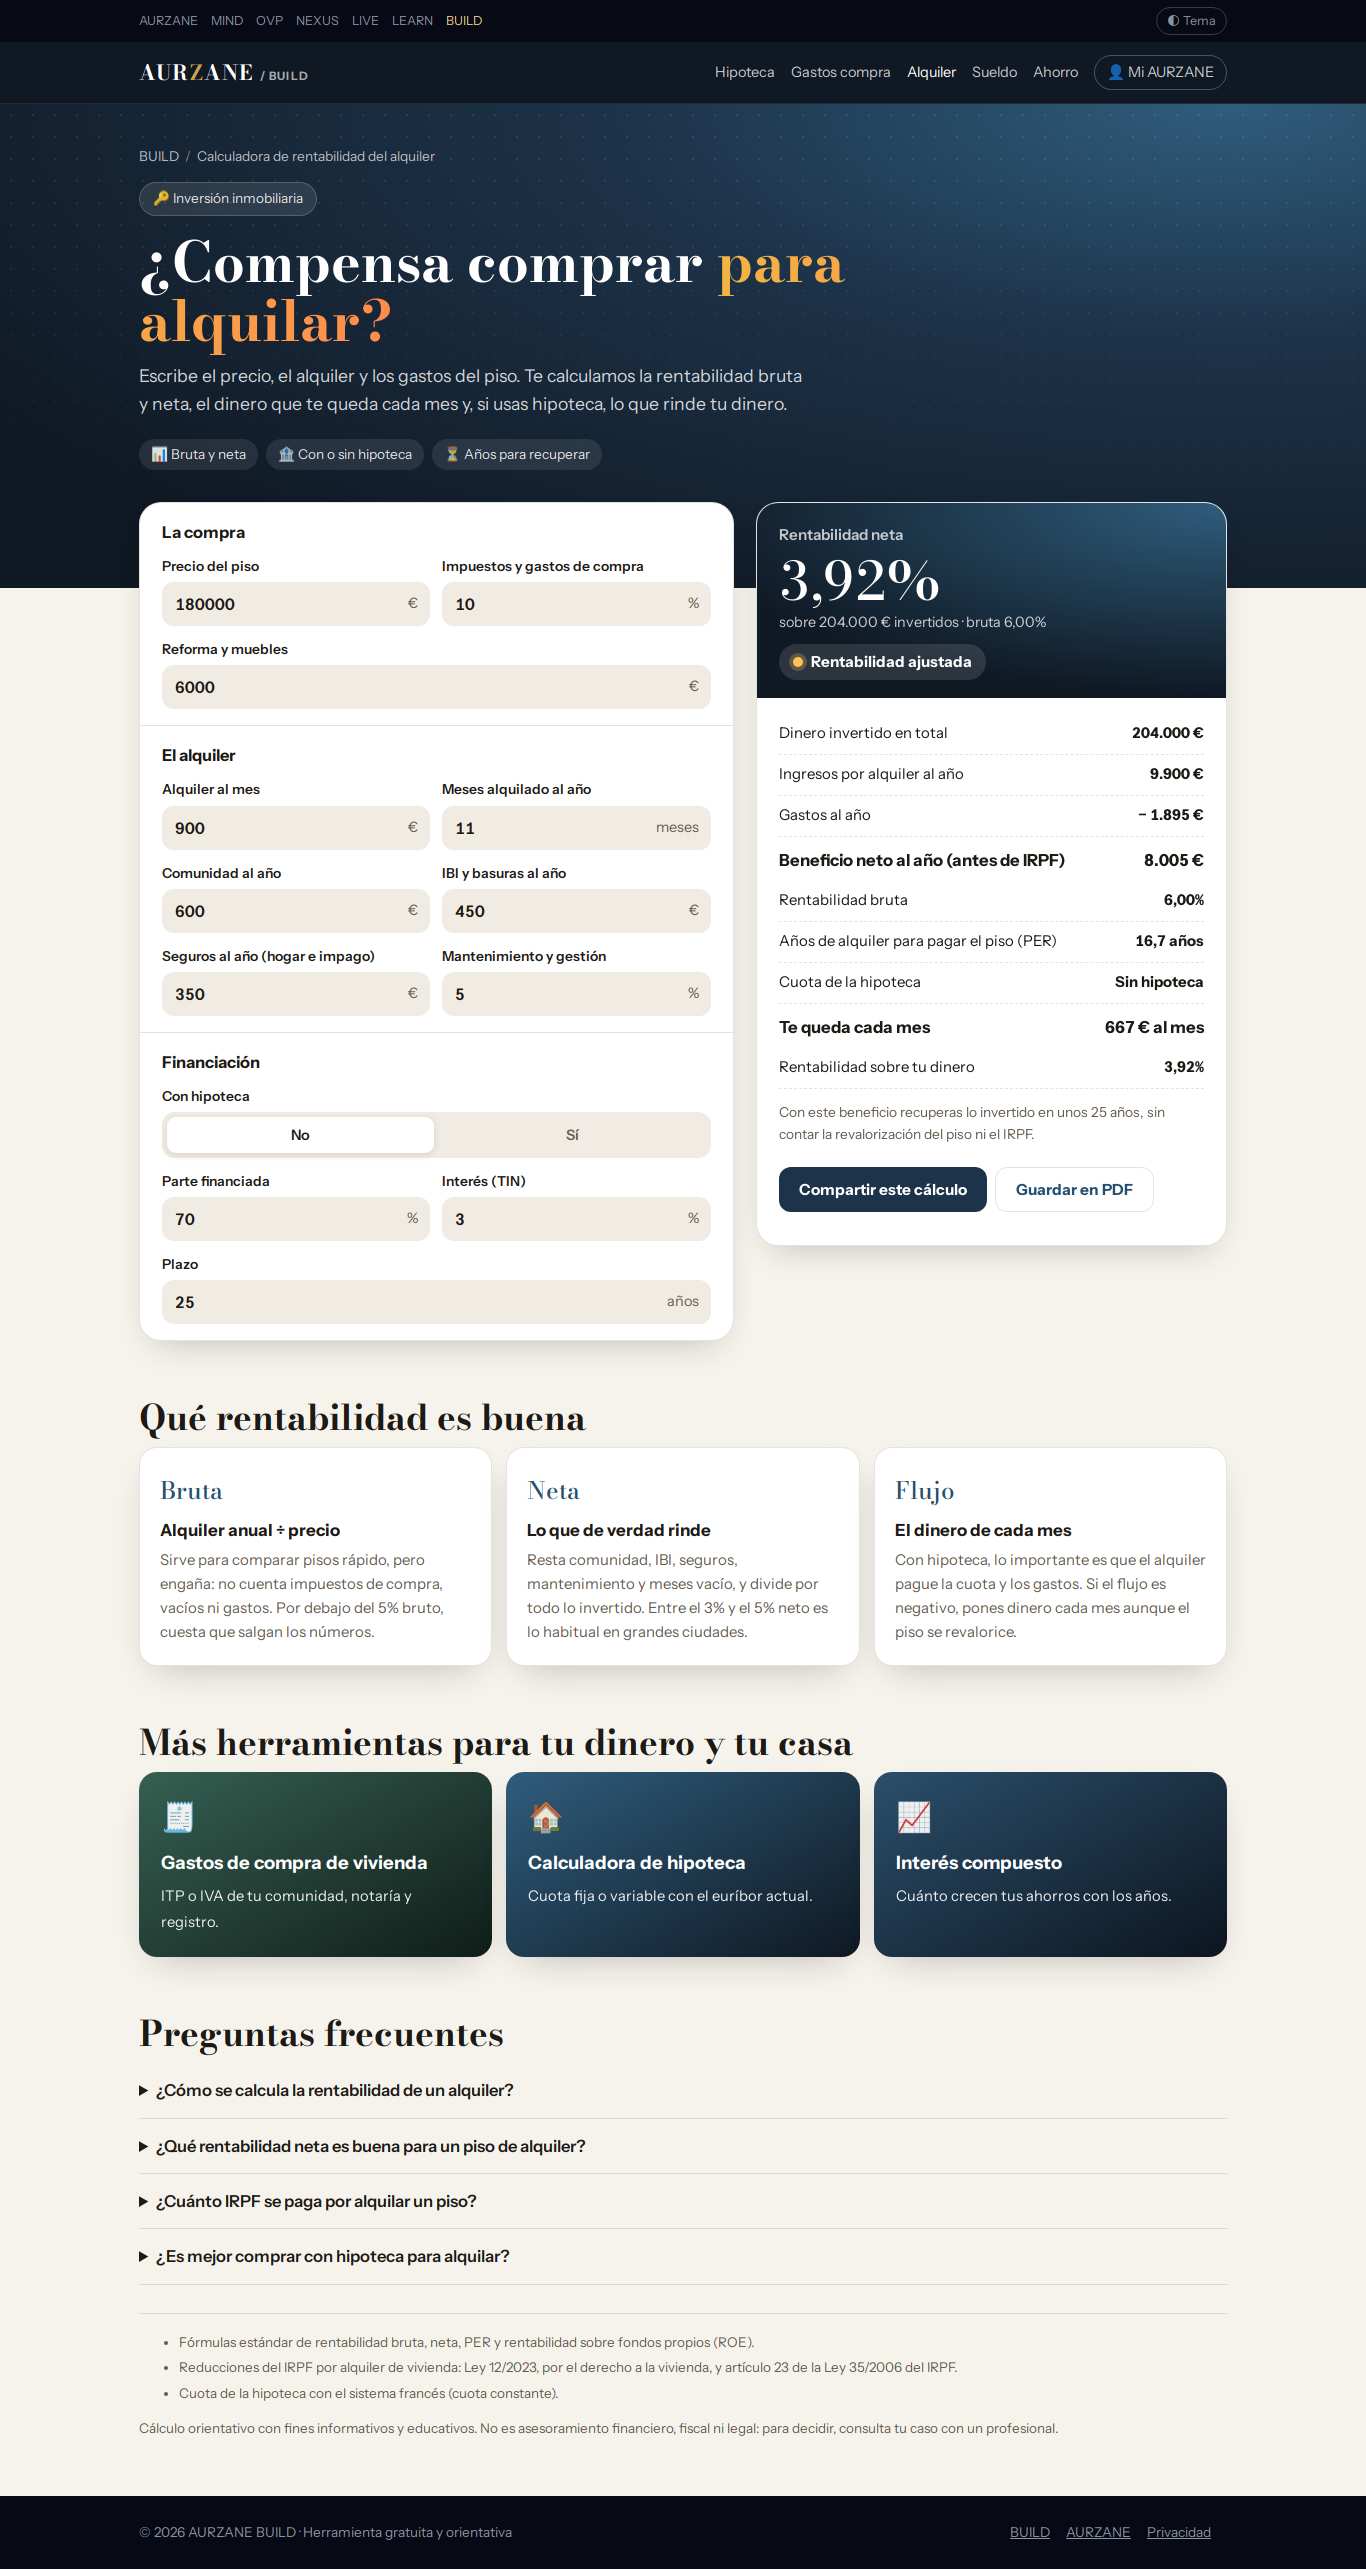 AURZANE MIND OVP NEXUS LIVE LEARN BUILD
Tema
AURZANE / BUILD
Hipoteca Gastos compra Alquiler Sueldo Ahorro Mi AURZANE
BUILD / Calculadora de rentabilidad del alquiler
Inversión inmobiliaria
¿Compensa comprar para
alquilar?
Escribe el precio, el alquiler y los gastos del piso. Te calculamos la rentabilidad bruta
y neta, el dinero que te queda cada mes y, si usas hipoteca, lo que rinde tu dinero.
Bruta y neta
Con o sin hipoteca
Años para recuperar
La compra
Precio del piso
180000 €
Impuestos y gastos de compra
10 %
Reforma y muebles
6000 €
El alquiler
Alquiler al mes
900 €
Meses alquilado al año
11 meses
Comunidad al año
600 €
IBI y basuras al año
450 €
Seguros al año (hogar e impago)
350 €
Mantenimiento y gestión
5 %
Financiación
Con hipoteca
No Sí
Parte financiada
70 %
Interés (TIN)
3 %
Plazo
25 años
Rentabilidad neta
3,92%
sobre 204.000 € invertidos · bruta 6,00%
Rentabilidad ajustada
Dinero invertido en total 204.000 €
Ingresos por alquiler al año 9.900 €
Gastos al año − 1.895 €
Beneficio neto al año (antes de IRPF) 8.005 €
Rentabilidad bruta 6,00%
Años de alquiler para pagar el piso (PER) 16,7 años
Cuota de la hipoteca Sin hipoteca
Te queda cada mes 667 € al mes
Rentabilidad sobre tu dinero 3,92%
Con este beneficio recuperas lo invertido en unos 25 años, sin
contar la revalorización del piso ni el IRPF.
Compartir este cálculo
Guardar en PDF
Qué rentabilidad es buena
Bruta
Alquiler anual ÷ precio
Sirve para comparar pisos rápido, pero
engaña: no cuenta impuestos de compra,
vacíos ni gastos. Por debajo del 5% bruto,
cuesta que salgan los números.
Neta
Lo que de verdad rinde
Resta comunidad, IBI, seguros,
mantenimiento y meses vacío, y divide por
todo lo invertido. Entre el 3% y el 5% neto es
lo habitual en grandes ciudades.
Flujo
El dinero de cada mes
Con hipoteca, lo importante es que el alquiler
pague la cuota y los gastos. Si el flujo es
negativo, pones dinero cada mes aunque el
piso se revalorice.
Más herramientas para tu dinero y tu casa
Gastos de compra de vivienda
ITP o IVA de tu comunidad, notaría y
registro.
Calculadora de hipoteca
Cuota fija o variable con el euríbor actual.
Interés compuesto
Cuánto crecen tus ahorros con los años.
Preguntas frecuentes
¿Cómo se calcula la rentabilidad de un alquiler?
¿Qué rentabilidad neta es buena para un piso de alquiler?
¿Cuánto IRPF se paga por alquilar un piso?
¿Es mejor comprar con hipoteca para alquilar?
Fórmulas estándar de rentabilidad bruta, neta, PER y rentabilidad sobre fondos propios (ROE).
Reducciones del IRPF por alquiler de vivienda: Ley 12/2023, por el derecho a la vivienda, y artículo 23 de la Ley 35/2006 del IRPF.
Cuota de la hipoteca con el sistema francés (cuota constante).
Cálculo orientativo con fines informativos y educativos. No es asesoramiento financiero, fiscal ni legal: para decidir, consulta tu caso con un profesional.
© 2026 AURZANE BUILD · Herramienta gratuita y orientativa
BUILD AURZANE Privacidad